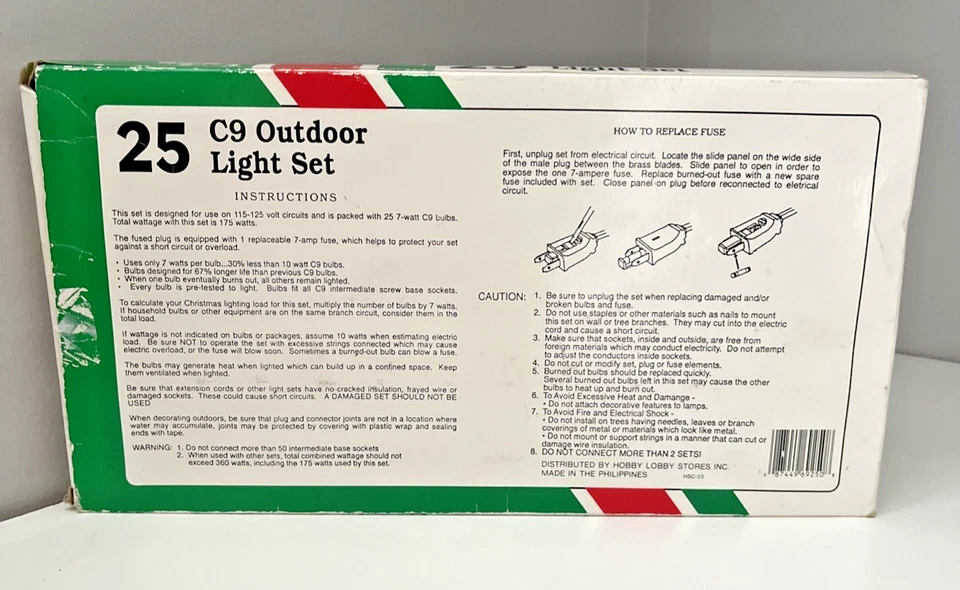 Light Set
25
C9 Outdoor
Light Set
INSTRUCTIONS
This set is designed for use on 115-125 volt circuits and is packed with 25 7-watt C9 bulbs.
Total wattage with this set is 175 watts.
The fused plug is equipped with 1 replaceable 7-amp fuse, which helps to protect your set
against a short circuit or overload.
• Uses only 7 watts per bulb...30% less than 10 watt C9 bulbs.
• Bulbs designed for 67% longer life than previous C9 bulbs.
• When one bulb eventually burns out, all others remain lighted.
• Every bulb is pre-tested to light. Bulbs fit all C9 intermediate screw base sockets.
To calculate your Christmas lighting load for this set, multiply the number of bulbs by 7 watts.
If household bulbs or other equipment are on the same branch circuit, consider them in the
total load.
If wattage is not indicated on bulbs or packages, assume 10 watts when estimating electric
load. Be sure NOT to operate the set with excessive strings connected which may cause
electric overload, or the fuse will blow soon. Sometimes a burned-out bulb can blow a fuse.
The bulbs may generate heat when lighted which can build up in a confined space. Keep
them ventilated when lighted.
Be sure that extension cords or other light sets have no cracked insulation, frayed wire or
damaged sockets. These could cause short circuits. A DAMAGED SET SHOULD NOT BE
USED
When decorating outdoors, be sure that plug and connector joints are not in a location where
water may accumulate, joints may be protected by covering with plastic wrap and sealing
ends with tape.
WARNING: 1. Do not connect more than 50 intermediate base sockets
2. When used with other sets, total combined wattage should not
exceed 360 watts, including the 175 watts used by this set.
HOW TO REPLACE FUSE
First, unplug set from electrical circuit. Locate the slide panel on the wide side
of the male plug between the brass blades. Slide panel to open in order to
expose the one 7-ampere fuse. Replace burned-out fuse with a new spare
fuse included with set. Close panel on plug before reconnected to eletrical
circuit.
CAUTION: 1. Be sure to unplug the set when replacing damaged and/or
broken bulbs and fuse.
2. Do not use staples or other materials such as nails to mount
this set on wall or tree branches. They may cut into the electric
cord and cause a short circuit.
3. Make sure that sockets, inside and outside, are free from
foreign materials which may conduct electricity. Do not attempt
to adjust the conductors inside sockets.
4. Do not cut or modify set, plug or fuse elements.
5. Burned out bulbs should be replaced quickly.
Several burned out bulbs left in this set may cause the other
bulbs to heat up and burn out.
6. To Avoid Excessive Heat and Damage -
• Do not attach decorative features to lamps.
7. To Avoid Fire and Electrical Shock -
• Do not install on trees having needles, leaves or branch
coverings of metal or materials which look like metal.
• Do not mount or support strings in a manner that can cut or
damage wire insulation.
8. DO NOT CONNECT MORE THAN 2 SETS!
DISTRIBUTED BY HOBBY LOBBY STORES INC.
MADE IN THE PHILIPPINES HSC-25
87449 69250